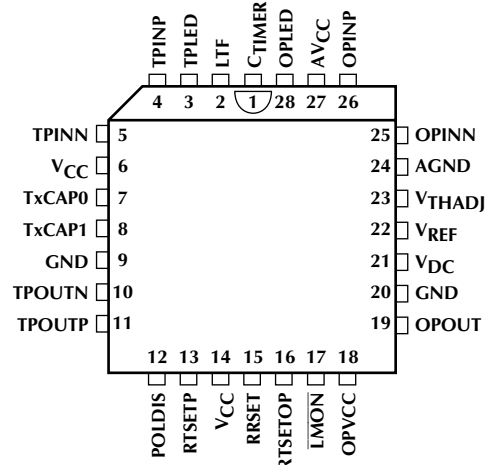 TPINP TPLED LTF CTIMER OPLED AVCC OPINP
4 3 2 1 28 27 26
TPINN 5 25 OPINN
VCC 6 24 AGND
TxCAP0 7 23 VTHADJ
TxCAP1 8 22 VREF
GND 9 21 VDC
TPOUTN 10 20 GND
TPOUTP 11 19 OPOUT
12 13 14 15 16 17 18
POLDIS RTSETP VCC RRSET RTSETOP LMON OPVCC